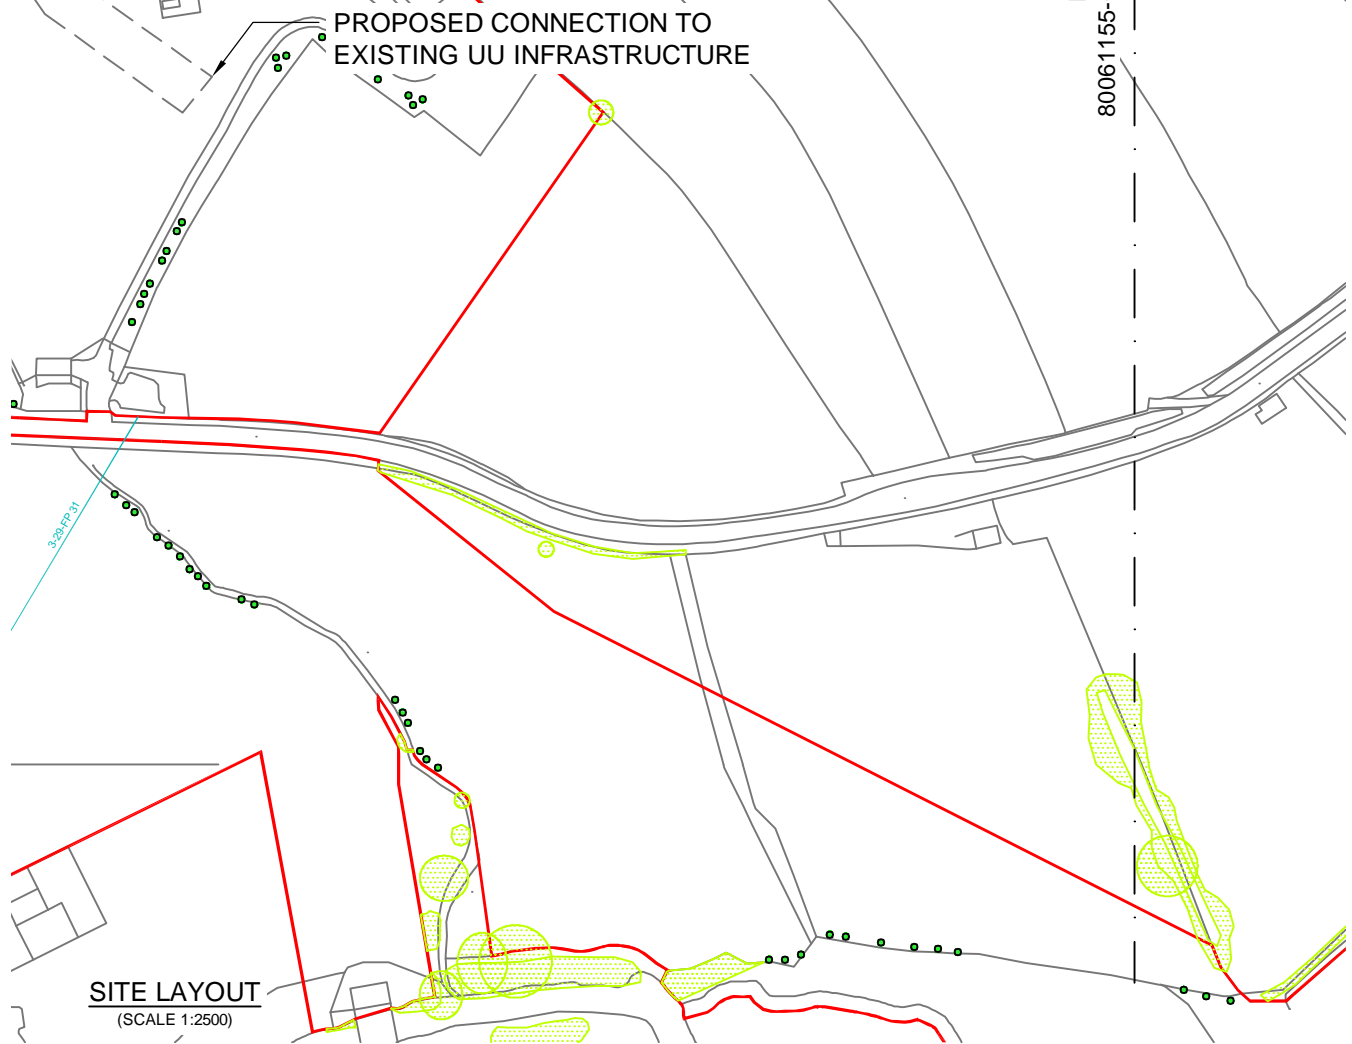 PROPOSED CONNECTION TO
EXISTING UU INFRASTRUCTURE
80061155-
3-29-FP 31
SITE LAYOUT
(SCALE 1:2500)